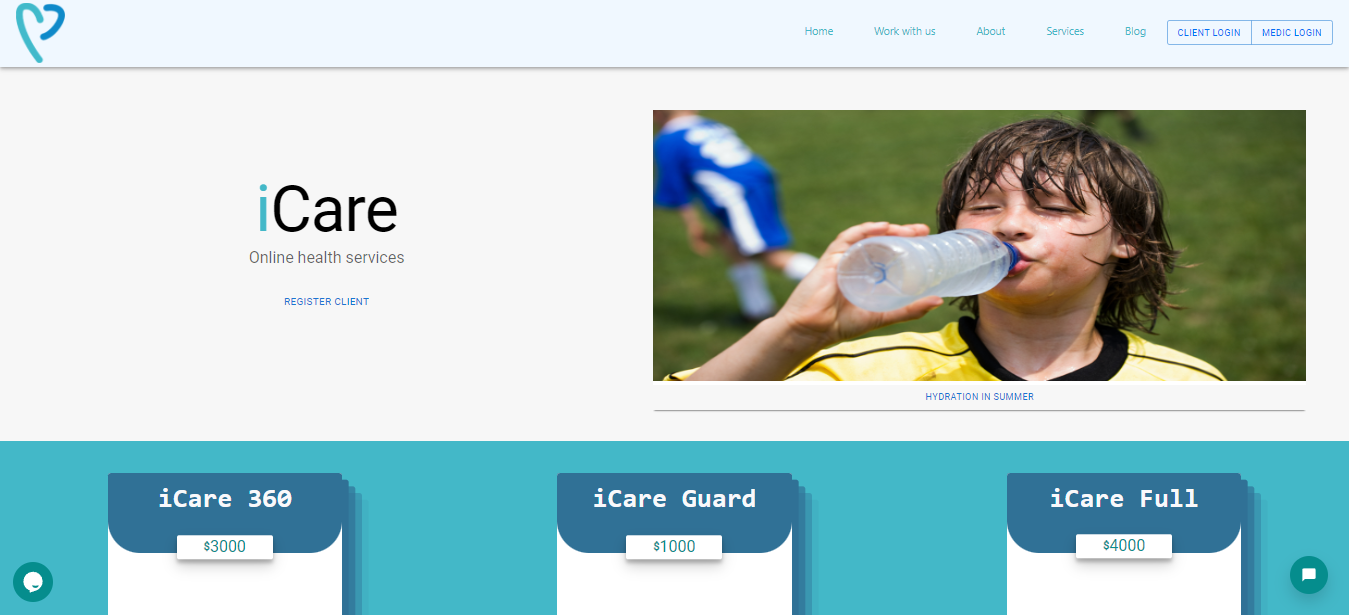 Home Work with us About Services Blog CLIENT LOGIN MEDIC LOGIN
iCare
Online health services
REGISTER CLIENT
HYDRATION IN SUMMER
iCare 360
$3000
iCare Guard
$1000
iCare Full
$4000